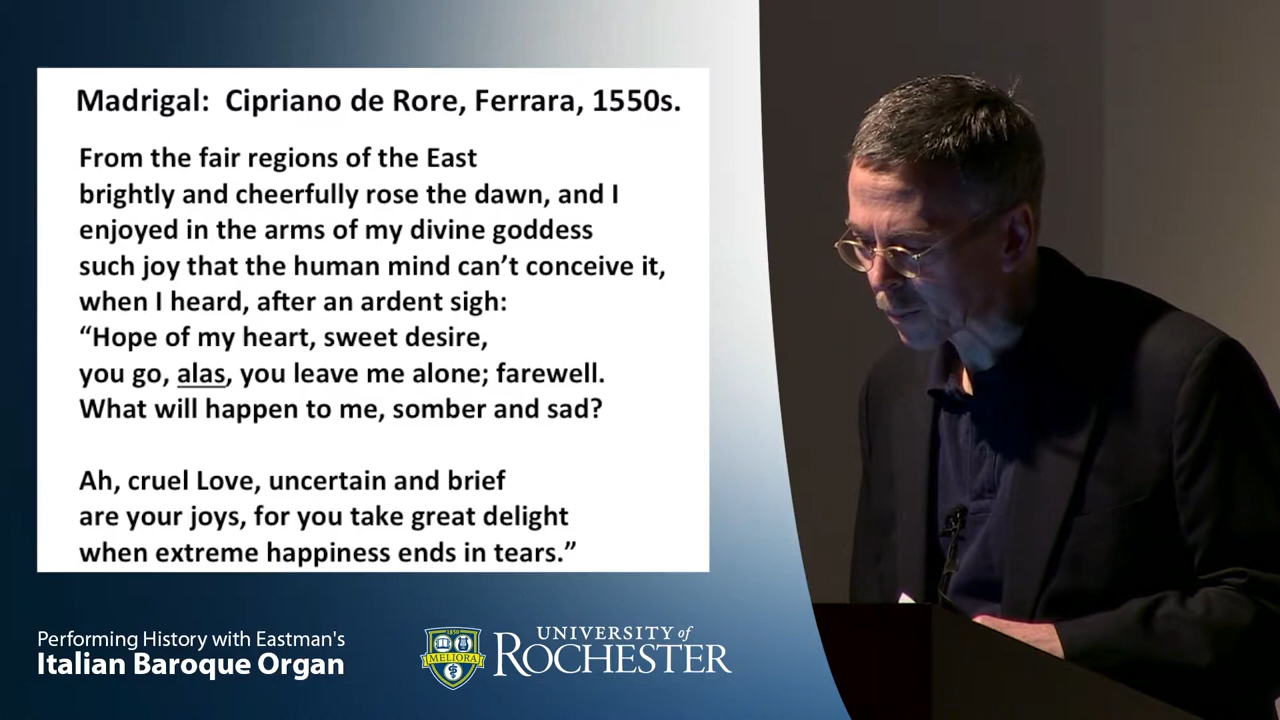 Madrigal: Cipriano de Rore, Ferrara, 1550s.
From the fair regions of the East
brightly and cheerfully rose the dawn, and I
enjoyed in the arms of my divine goddess
such joy that the human mind can’t conceive it,
when I heard, after an ardent sigh:
“Hope of my heart, sweet desire,
you go, alas, you leave me alone; farewell.
What will happen to me, somber and sad?
Ah, cruel Love, uncertain and brief
are your joys, for you take great delight
when extreme happiness ends in tears.”
Performing History with Eastman's
Italian Baroque Organ
1850
MELIORA
UNIVERSITY of
ROCHESTER